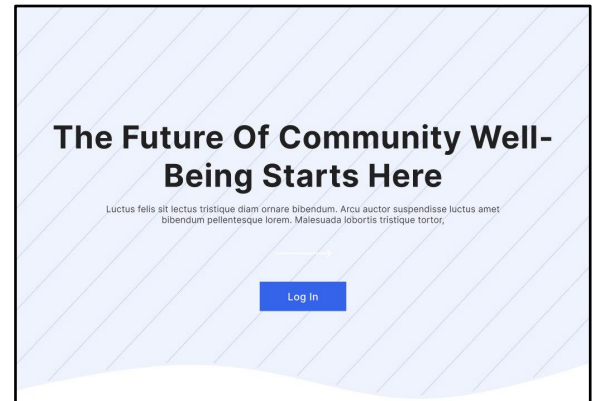 The Future Of Community Well-
Being Starts Here
Luctus felis sit lectus tristique diam ornare bibendum. Arcu auctor suspendisse luctus amet
bibendum pellentesque lorem. Malesuada lobortis tristique tortor,
Log In